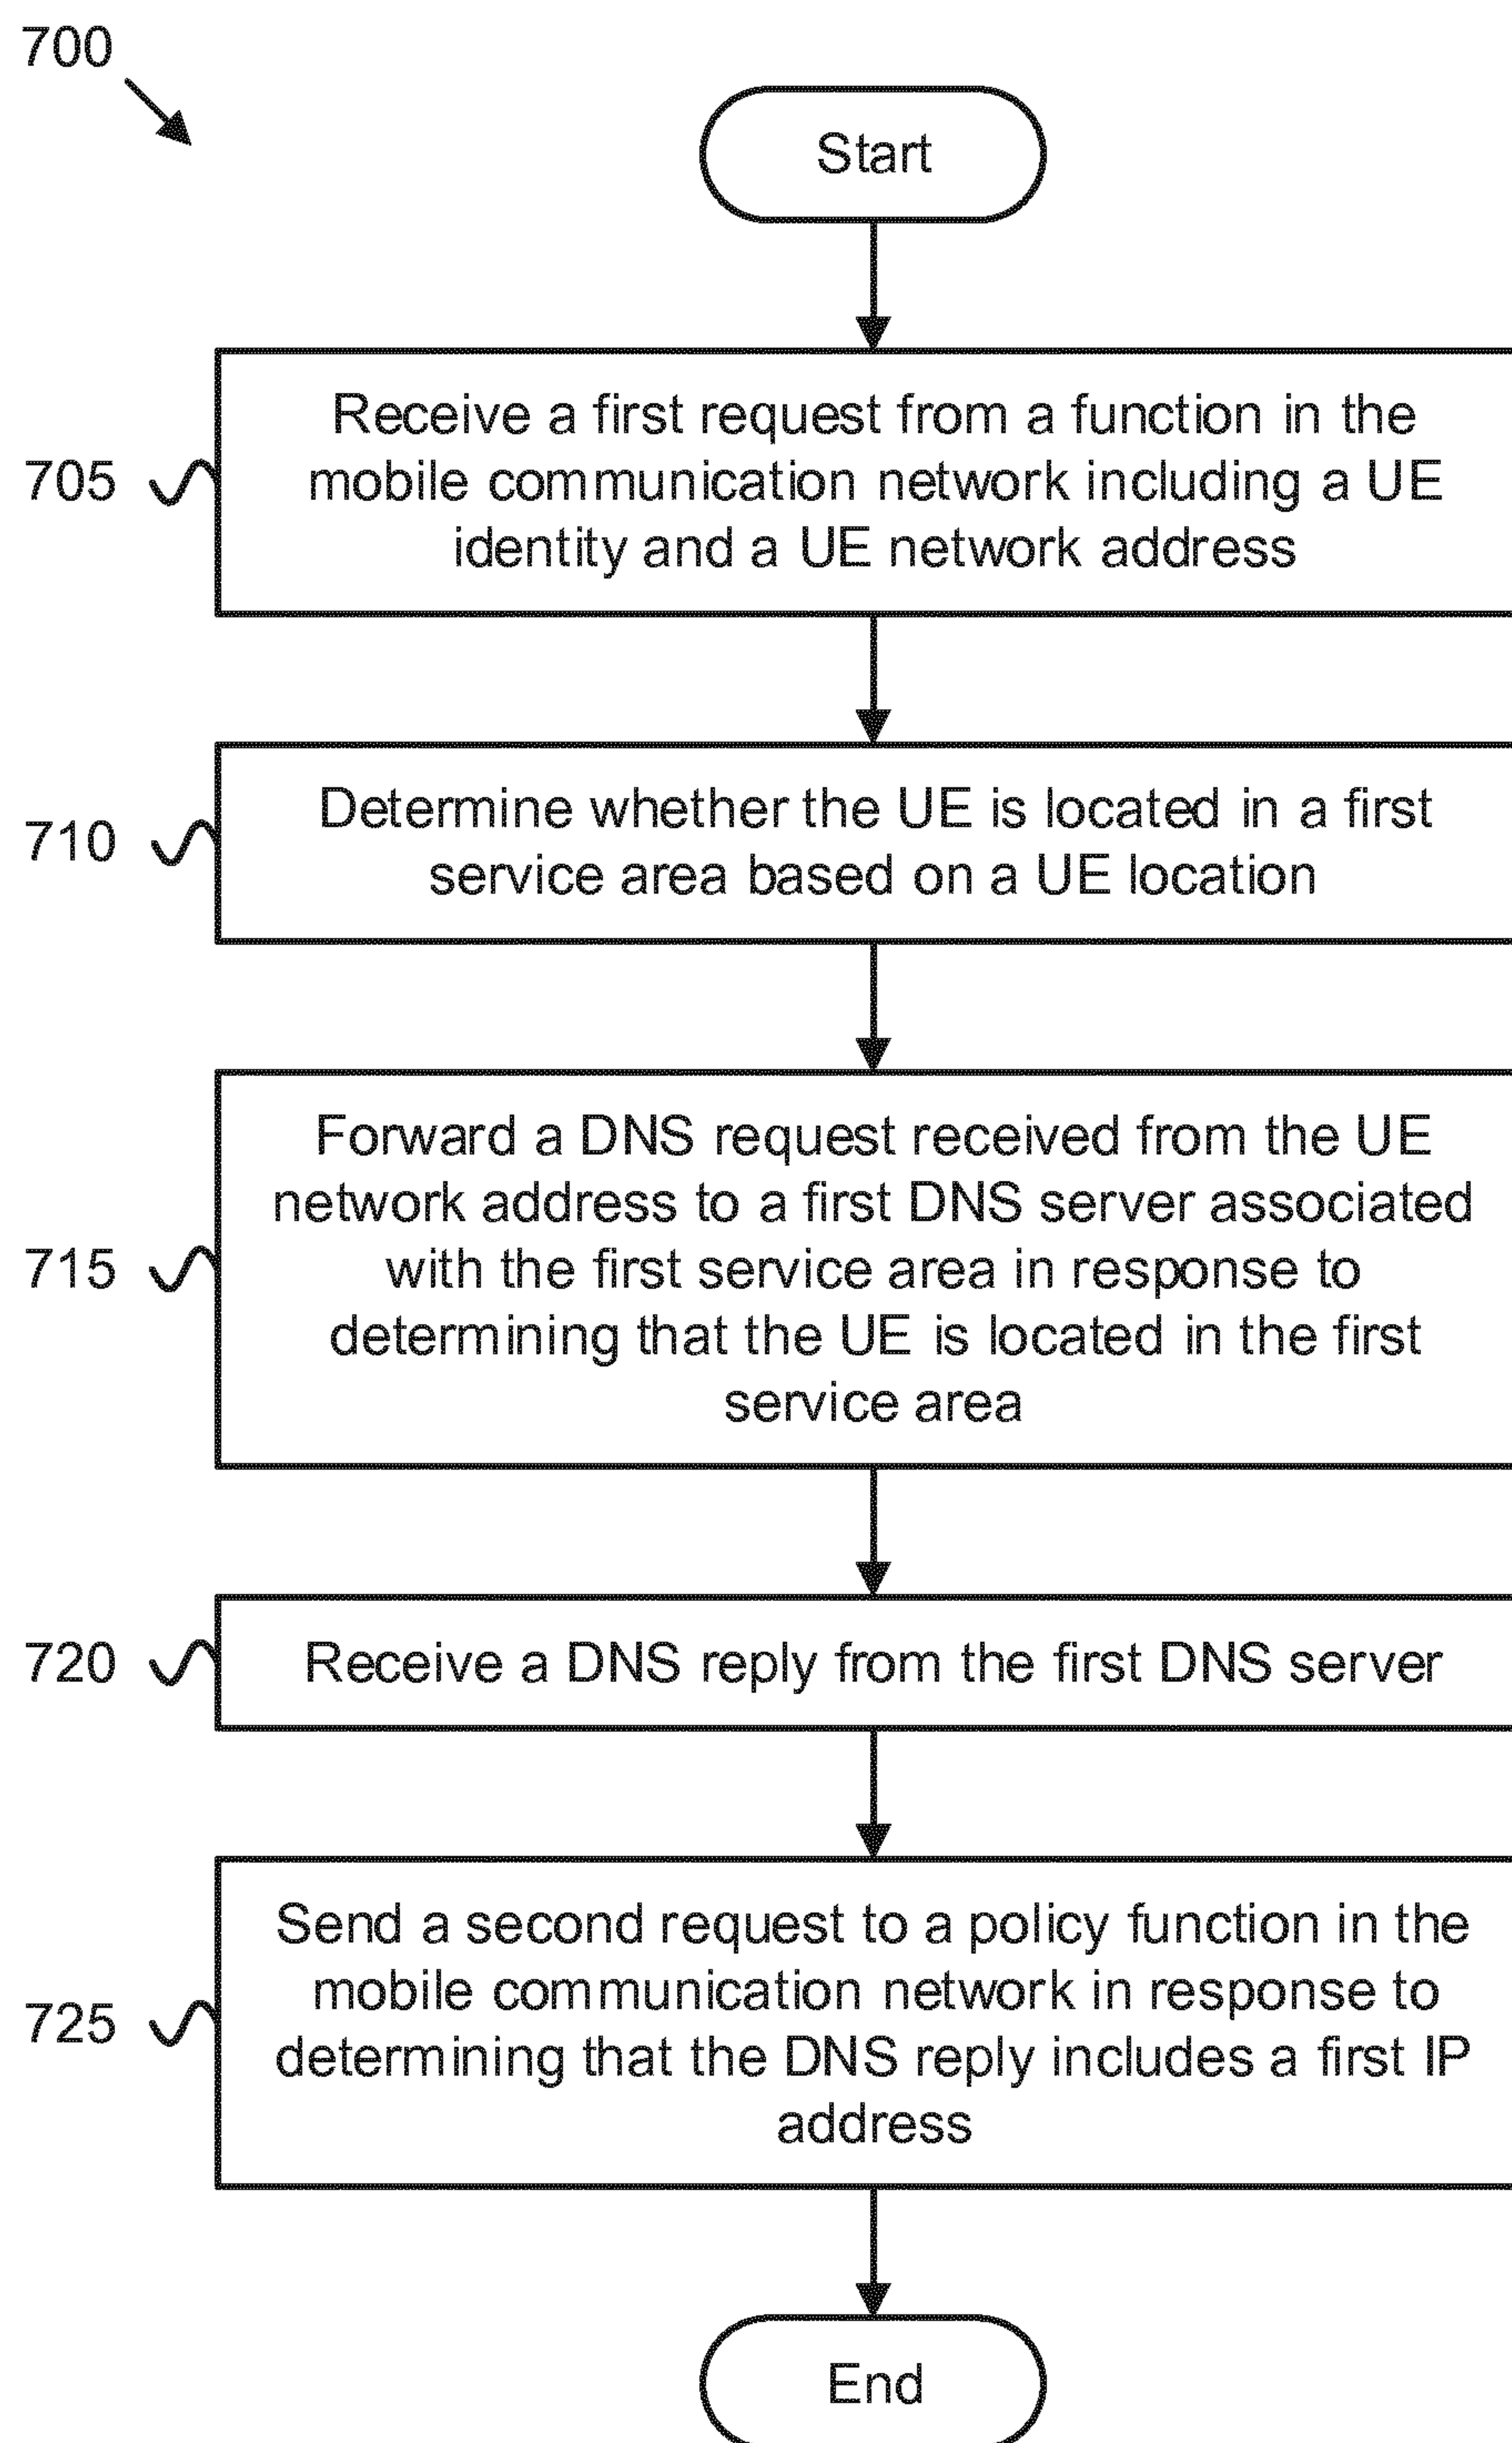 700
Start
705
Receive a first request from a function in the
mobile communication network including a UE
identity and a UE network address
710
Determine whether the UE is located in a first
service area based on a UE location
715
Forward a DNS request received from the UE
network address to a first DNS server associated
with the first service area in response to
determining that the UE is located in the first
service area
720
Receive a DNS reply from the first DNS server
725
Send a second request to a policy function in the
mobile communication network in response to
determining that the DNS reply includes a first IP
address
End